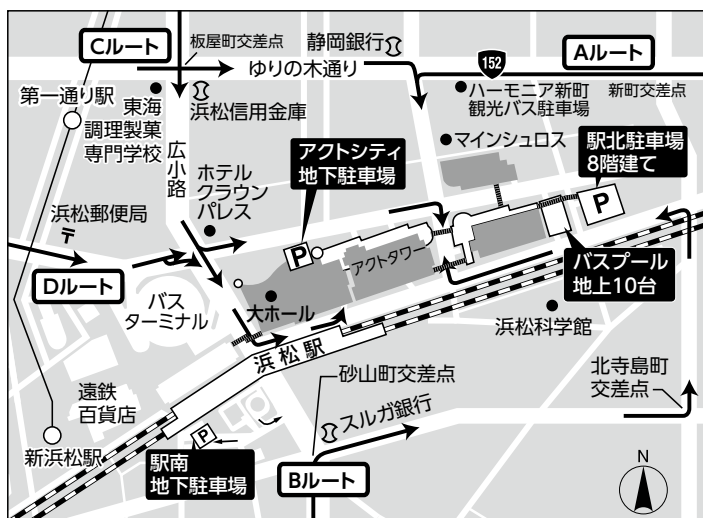 Cルート
板屋町交差点
静岡銀行
152
Aルート
ゆりの木通り
第一通り駅
東海
調理製菓
専門学校
浜松信用金庫
ハーモニア新町
観光バス駐車場
新町交差点
マインシュロス
広小路
ホテル
クラウン
パレス
アクトシティ
地下駐車場
駅北駐車場
8階建て
P
浜松郵便局
〒
P
アクトタワー
Dルート
バス
ターミナル
大ホール
バスプール
地上10台
浜松科学館
浜松駅
砂山町交差点
北寺島町
交差点
遠鉄
百貨店
スルガ銀行
新浜松駅
P
駅南
地下駐車場
Bルート
N